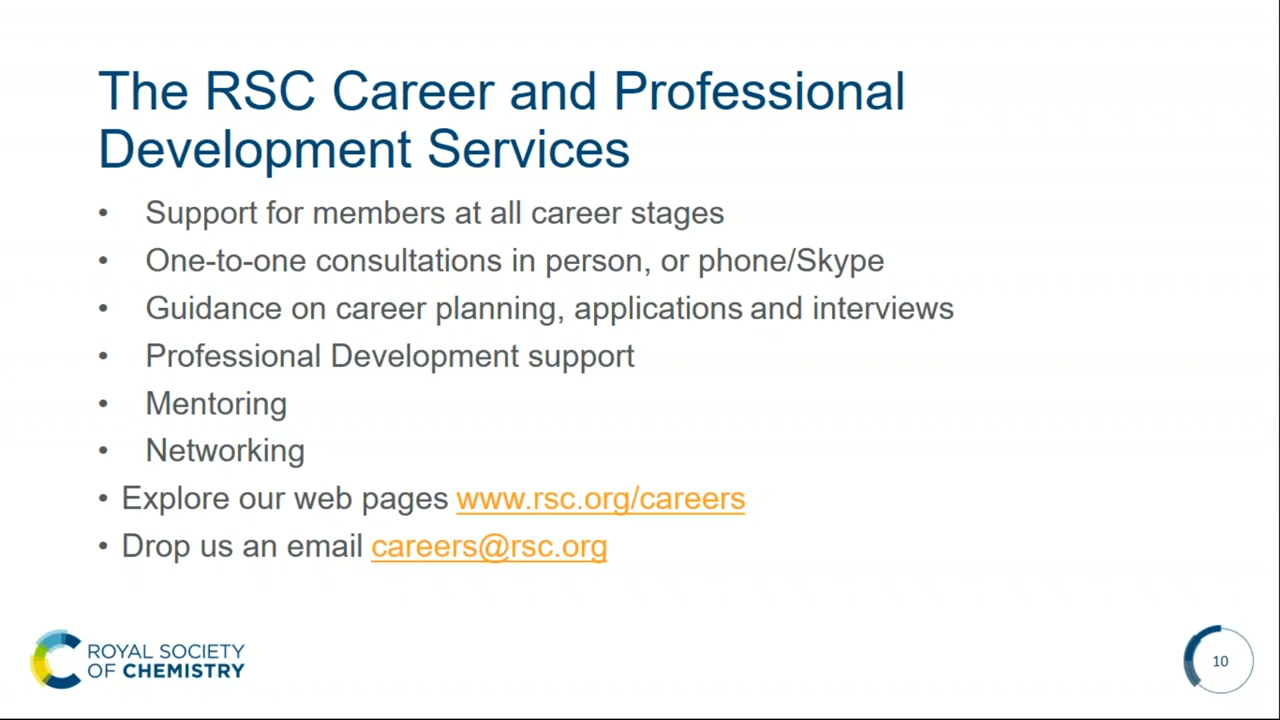 The RSC Career and Professional
Development Services
• Support for members at all career stages
• One-to-one consultations in person, or phone/Skype
• Guidance on career planning, applications and interviews
• Professional Development support
• Mentoring
• Networking
• Explore our web pages www.rsc.org/careers
• Drop us an email careers@rsc.org
ROYAL SOCIETY
OF CHEMISTRY
10